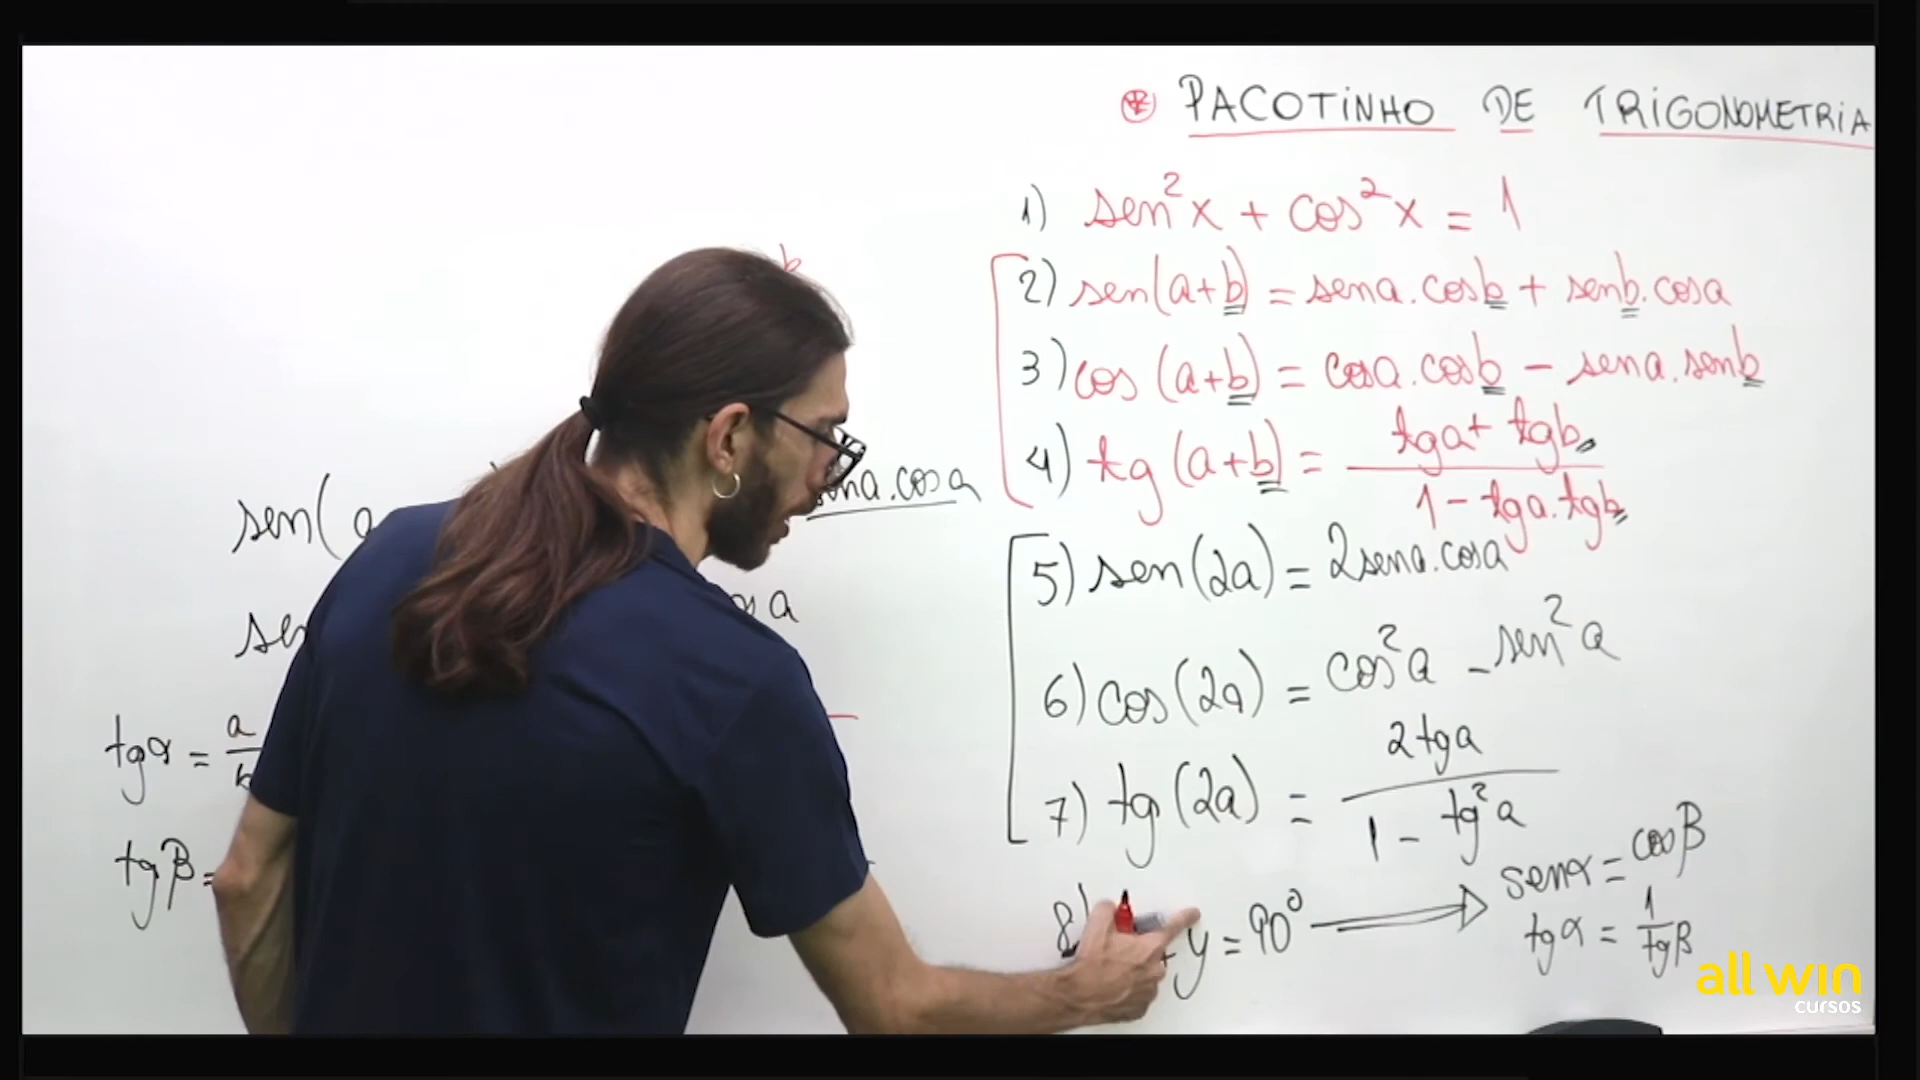 PACOTINHO DE TRIGONOMETRIA
1) sen²x + cos²x = 1
2) sen(a+b) = sena.cosb + senb.cosa
3) cos(a+b) = cosa.cosb - sena.senb
4) tg(a+b) = tga+tgb / 1-tga.tgb
5) sen(2a) = 2sena.cosa
6) cos(2a) = cos²a - sen²a
7) tg(2a) = 2tga / 1-tg²a
8) +y = 90°
senα = cosβ
tgα = 1/tgβ
b
sen(a
.cosa
a
tgα = a
tgβ=
all win
cursos